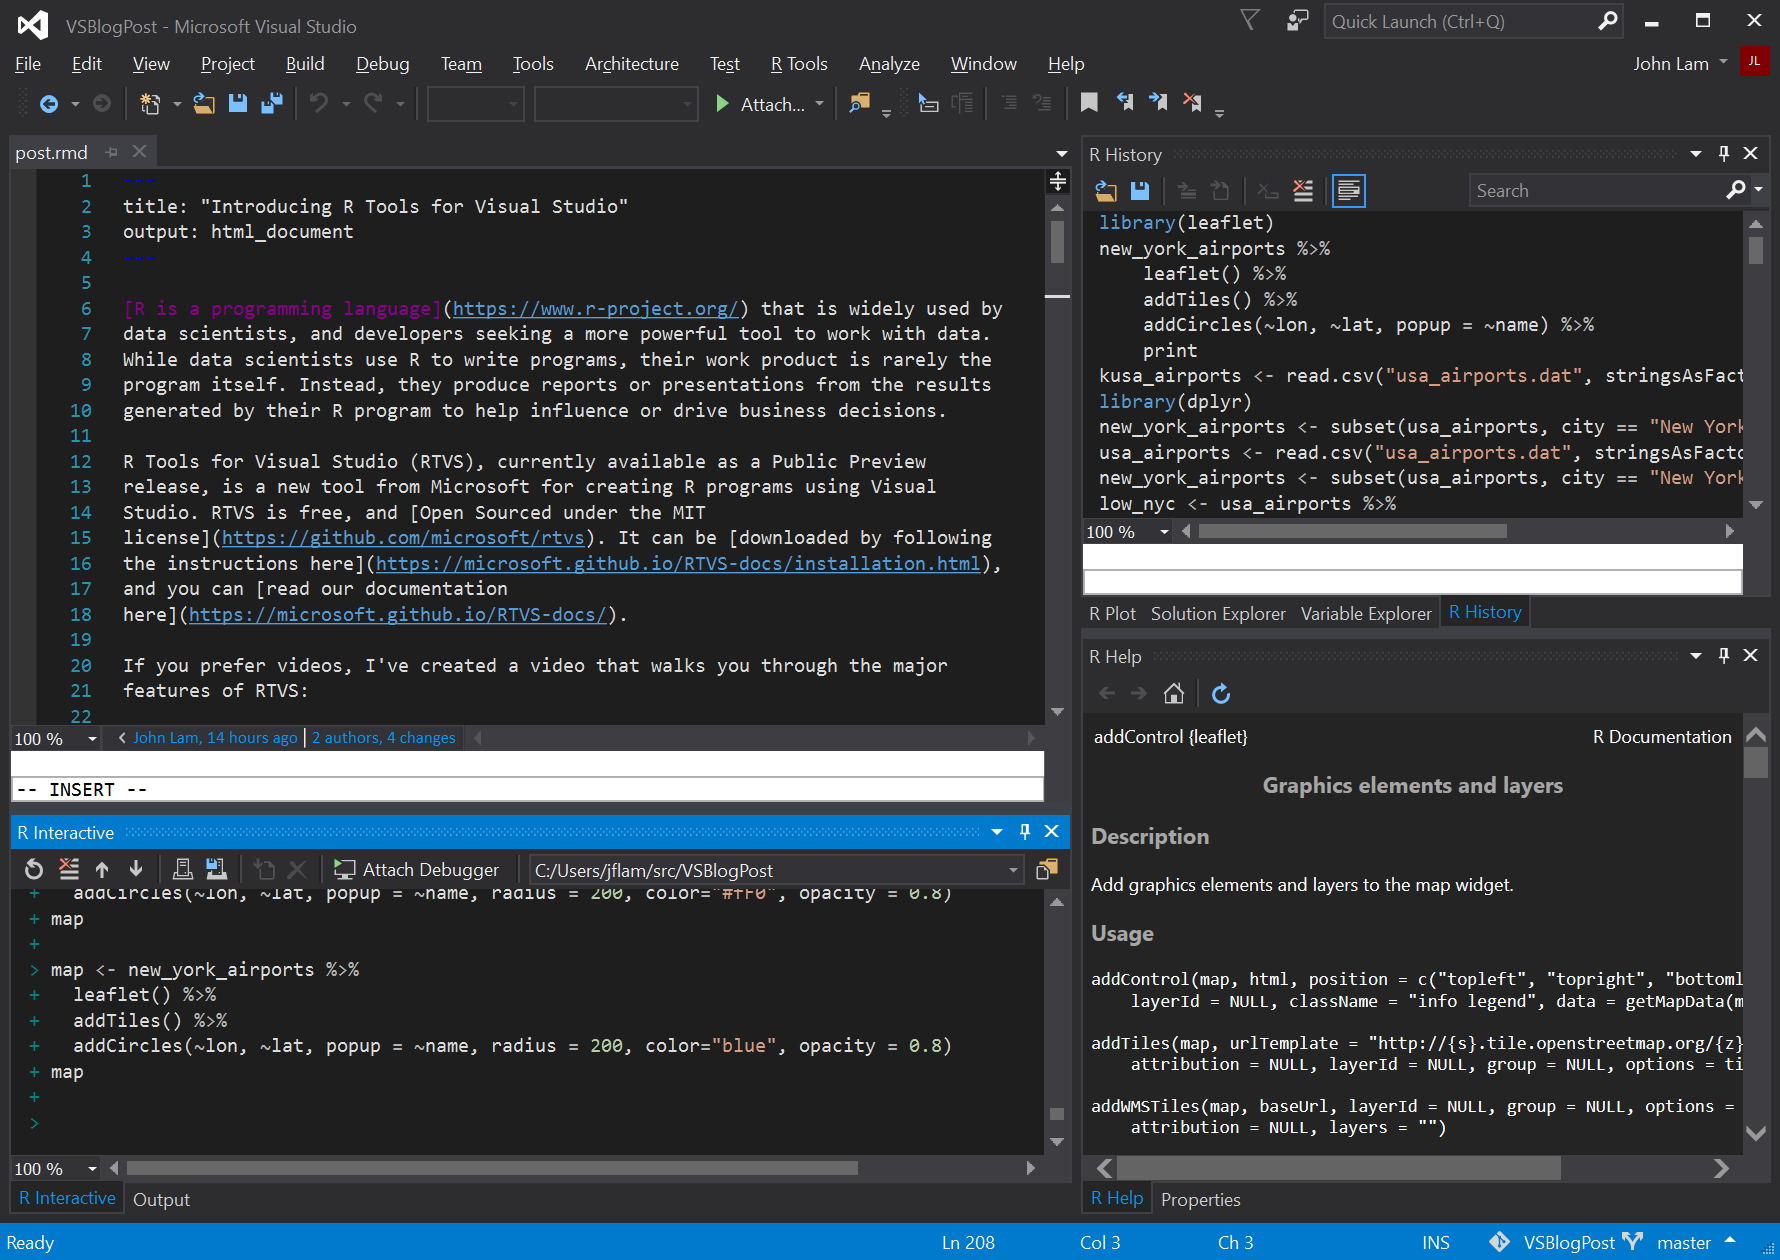 VSBlogPost - Microsoft Visual Studio
Quick Launch (Ctrl+Q)
File Edit View Project Build Debug Team Tools Architecture Test R Tools Analyze Window Help
John Lam JL
Attach...
post.rmd
1 ---
2 title: "Introducing R Tools for Visual Studio"
3 output: html_document
4 ---
5
6 [R is a programming language](https://www.r-project.org/) that is widely used by
7 data scientists, and developers seeking a more powerful tool to work with data.
8 While data scientists use R to write programs, their work product is rarely the
9 program itself. Instead, they produce reports or presentations from the results
10 generated by their R program to help influence or drive business decisions.
11
12 R Tools for Visual Studio (RTVS), currently available as a Public Preview
13 release, is a new tool from Microsoft for creating R programs using Visual
14 Studio. RTVS is free, and [Open Sourced under the MIT
15 license](https://github.com/microsoft/rtvs). It can be [downloaded by following
16 the instructions here](https://microsoft.github.io/RTVS-docs/installation.html),
17 and you can [read our documentation
18 here](https://microsoft.github.io/RTVS-docs/).
19
20 If you prefer videos, I've created a video that walks you through the major
21 features of RTVS:
22
100 % John Lam, 14 hours ago | 2 authors, 4 changes
-- INSERT --
R Interactive
Attach Debugger C:/Users/jflam/src/VSBlogPost
+ addCircles(~lon, ~lat, popup = ~name, radius = 200, color="#fF0", opacity = 0.8)
+ map
+
> map <- new_york_airports %>%
+ leaflet() %>%
+ addTiles() %>%
+ addCircles(~lon, ~lat, popup = ~name, radius = 200, color="blue", opacity = 0.8)
+ map
+
>
100 %
R Interactive Output
R History
Search
library(leaflet)
new_york_airports %>%
leaflet() %>%
addTiles() %>%
addCircles(~lon, ~lat, popup = ~name) %>%
print
kusa_airports <- read.csv("usa_airports.dat", stringsAsFact
library(dplyr)
new_york_airports <- subset(usa_airports, city == "New York
usa_airports <- read.csv("usa_airports.dat", stringsAsFacto
new_york_airports <- subset(usa_airports, city == "New York
low_nyc <- usa_airports %>%
100 %
R Plot Solution Explorer Variable Explorer R History
R Help
addControl {leaflet} R Documentation
Graphics elements and layers
Description
Add graphics elements and layers to the map widget.
Usage
addControl(map, html, position = c("topleft", "topright", "bottoml
layerId = NULL, className = "info legend", data = getMapData(m
addTiles(map, urlTemplate = "http://{s}.tile.openstreetmap.org/{z}
attribution = NULL, layerId = NULL, group = NULL, options = ti
addWMSTiles(map, baseUrl, layerId = NULL, group = NULL, options =
attribution = NULL, layers = "")
R Help Properties
Ready Ln 208 Col 3 Ch 3 INS VSBlogPost master